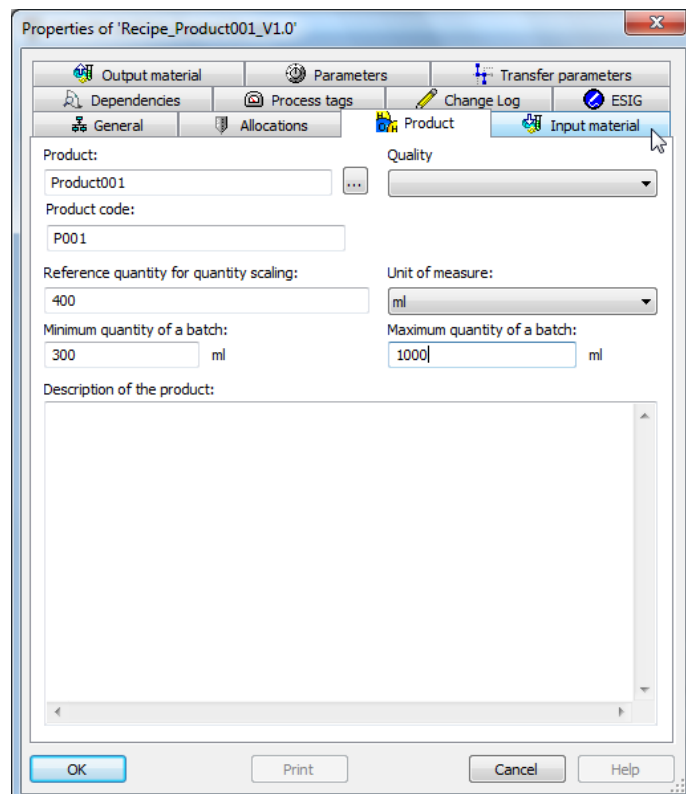 Properties of 'Recipe_Product001_V1.0'
Output material Parameters Transfer parameters
Dependencies Process tags Change Log ESIG
General Allocations Product Input material
Product: Quality
Product001 ...
Product code:
P001
Reference quantity for quantity scaling: Unit of measure:
400 ml
Minimum quantity of a batch: Maximum quantity of a batch:
300 ml 1000 ml
Description of the product:
OK Print Cancel Help